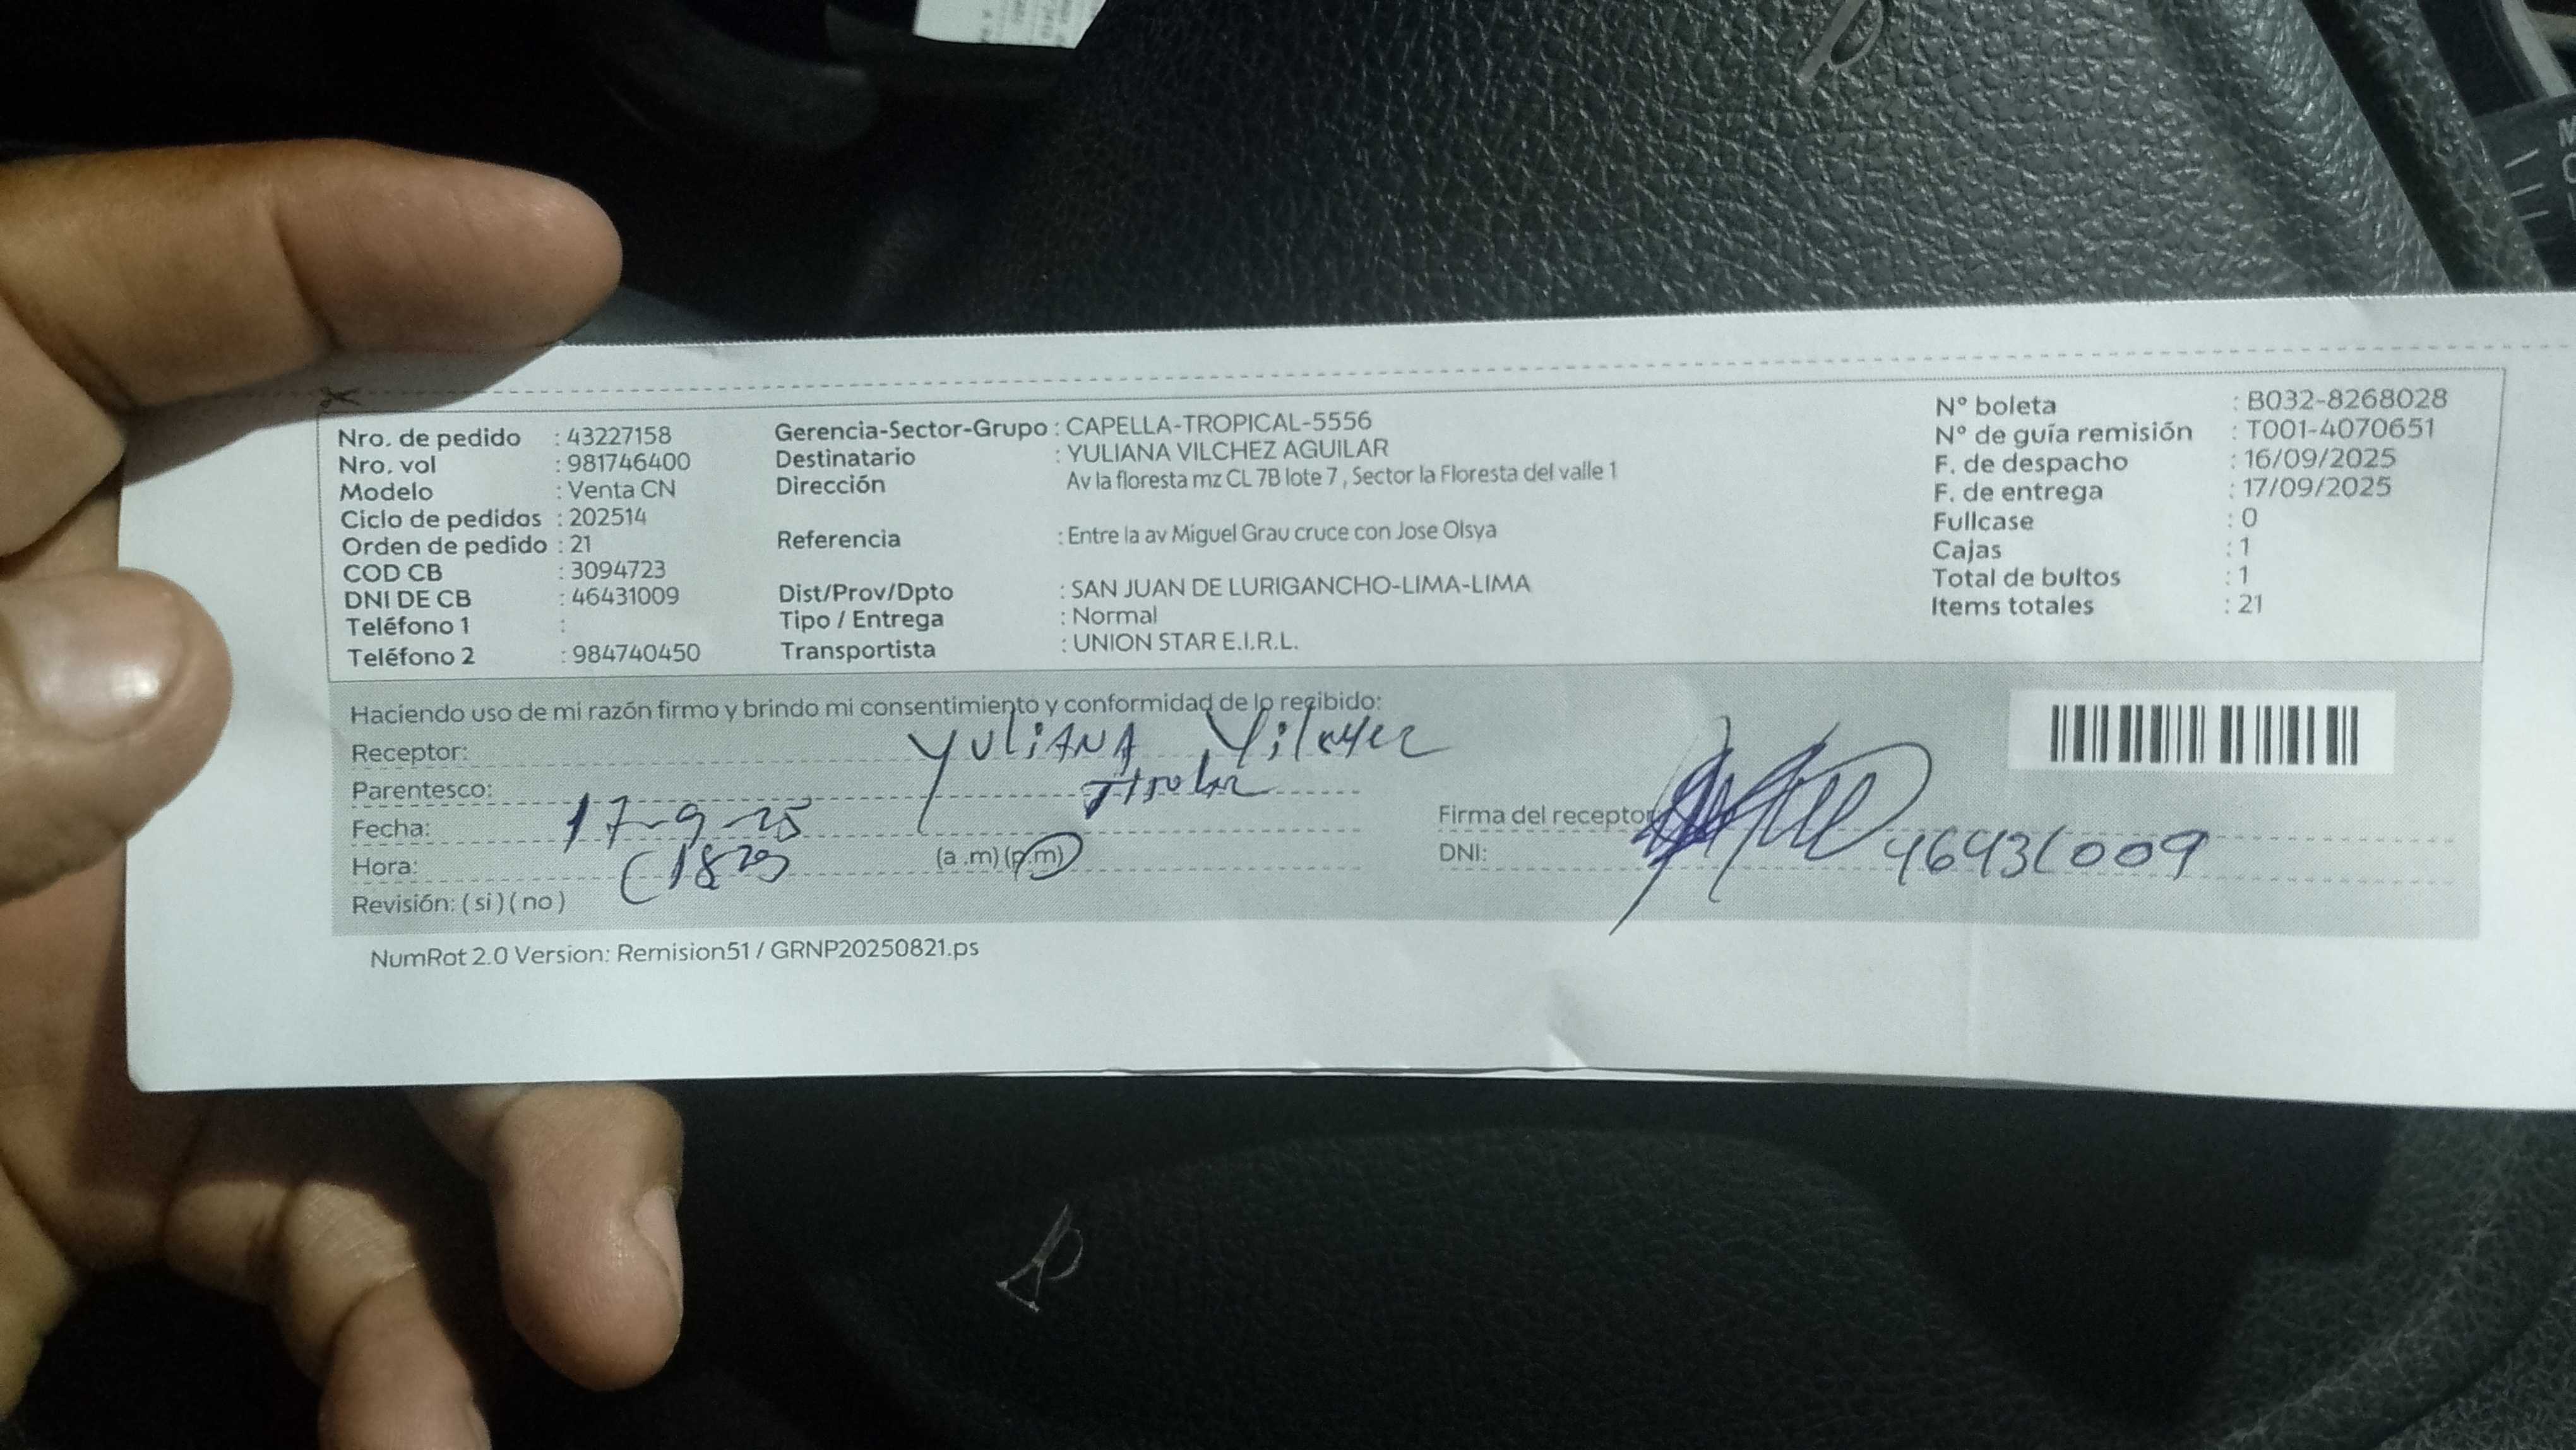 Nro. de pedido : 43227158
Nro. vol : 981746400
Modelo : Venta CN
Ciclo de pedidos : 202514
Orden de pedido : 21
COD CB : 3094723
DNI DE CB : 46431009
Teléfono 1 :
Teléfono 2 : 984740450
Gerencia-Sector-Grupo : CAPELLA-TROPICAL-5556
Destinatario : YULIANA VILCHEZ AGUILAR
Dirección Av la floresta mz CL 7B lote 7 , Sector la Floresta del valle 1
Referencia : Entre la av Miguel Grau cruce con Jose Olsya
Dist/Prov/Dpto : SAN JUAN DE LURIGANCHO-LIMA-LIMA
Tipo / Entrega : Normal
Transportista : UNION STAR E.I.R.L.
N° boleta : B032-8268028
N° de guía remisión : T001-4070651
F. de despacho : 16/09/2025
F. de entrega : 17/09/2025
Fullcase : 0
Cajas : 1
Total de bultos : 1
Items totales : 21
Haciendo uso de mi razón firmo y brindo mi consentimiento y conformidad de lo recibido:
Receptor: YULIANA Vilchez
Parentesco: Titular
Fecha: 17-9-25
Hora: (a .m) (p.m)
Revisión: ( si ) ( no )
Firma del receptor
DNI: 46431009
NumRot 2.0 Version: Remision51 / GRNP20250821.ps